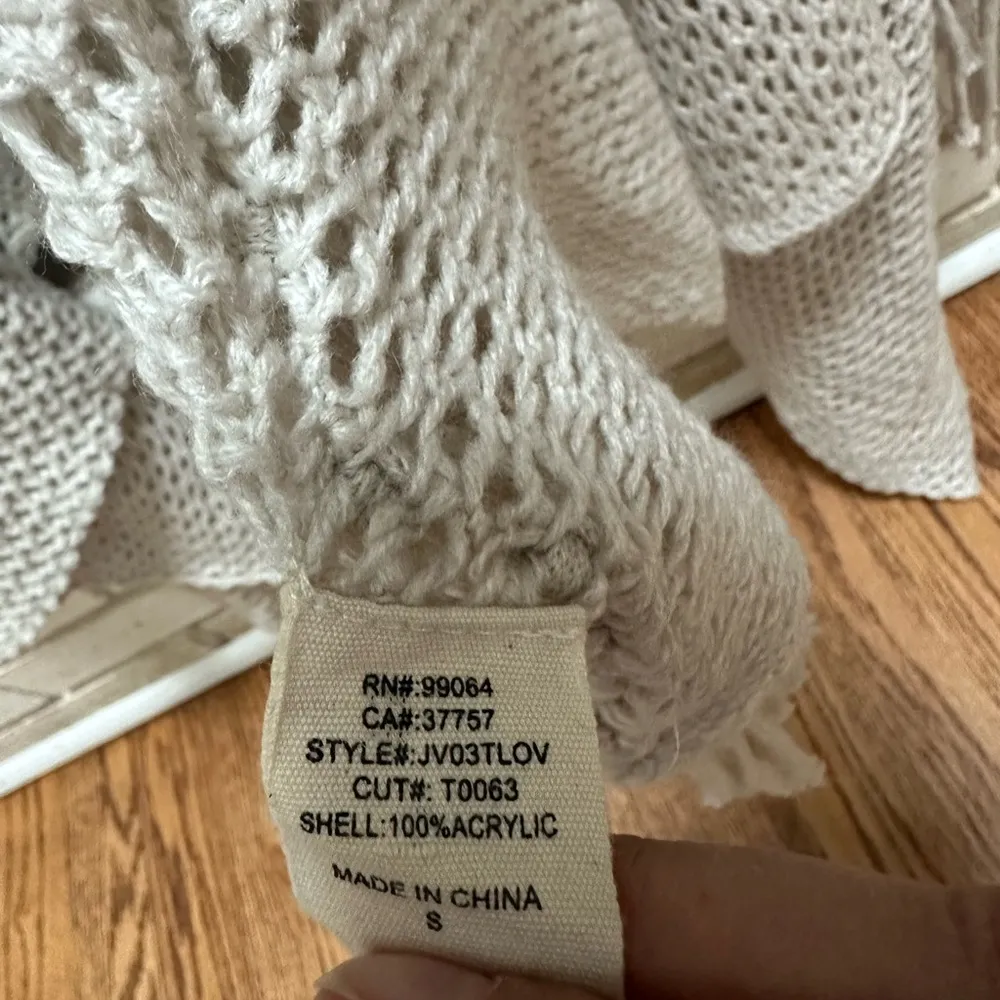 RN#:99064
CA#:37757
STYLE#:JV03TLOV
CUT#: T0063
SHELL:100%ACRYLIC
MADE IN CHINA
S